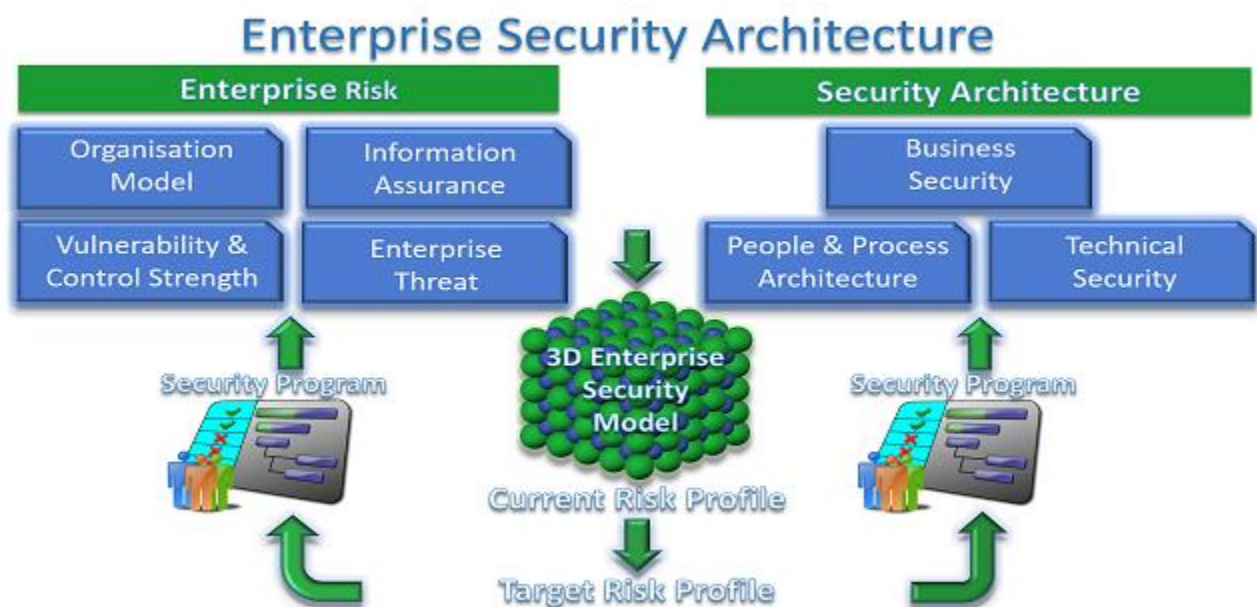 Enterprise Security Architecture
Enterprise Risk
Security Architecture
Organisation
Model
Information
Assurance
Business
Security
Vulnerability &
Control Strength
Enterprise
Threat
People & Process
Architecture
Technical
Security
3D Enterprise
Security
Model
Security Program
Security Program
Current Risk Profile
Target Risk Profile